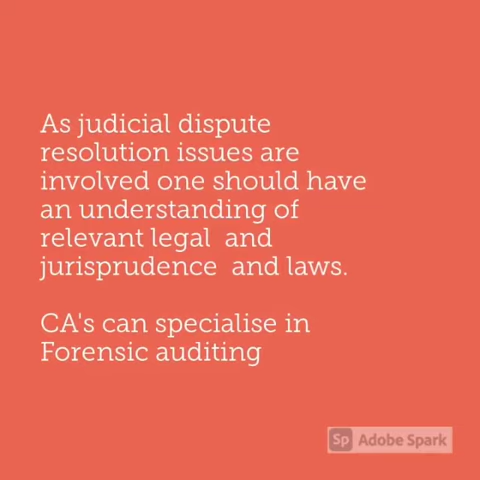 As judicial dispute
resolution issues are
involved one should have
an understanding of
relevant legal  and
jurisprudence  and laws.
CA's can specialise in
Forensic auditing
Sp Adobe Spark